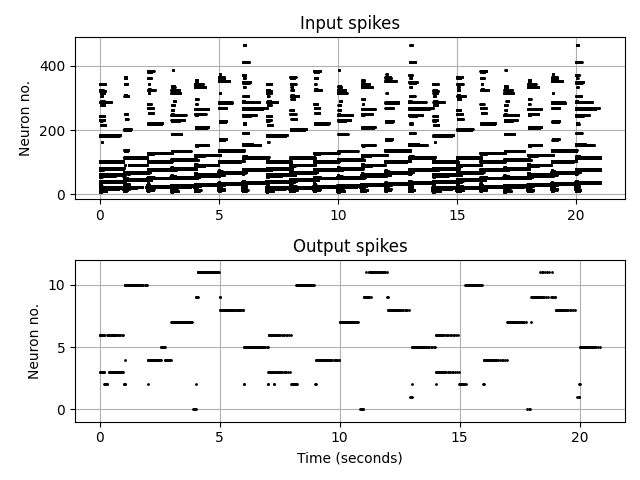 Input spikes
Neuron no.
400
200
0
0 5 10 15 20
Output spikes
Neuron no.
10
5
0
0 5 10 15 20
Time (seconds)